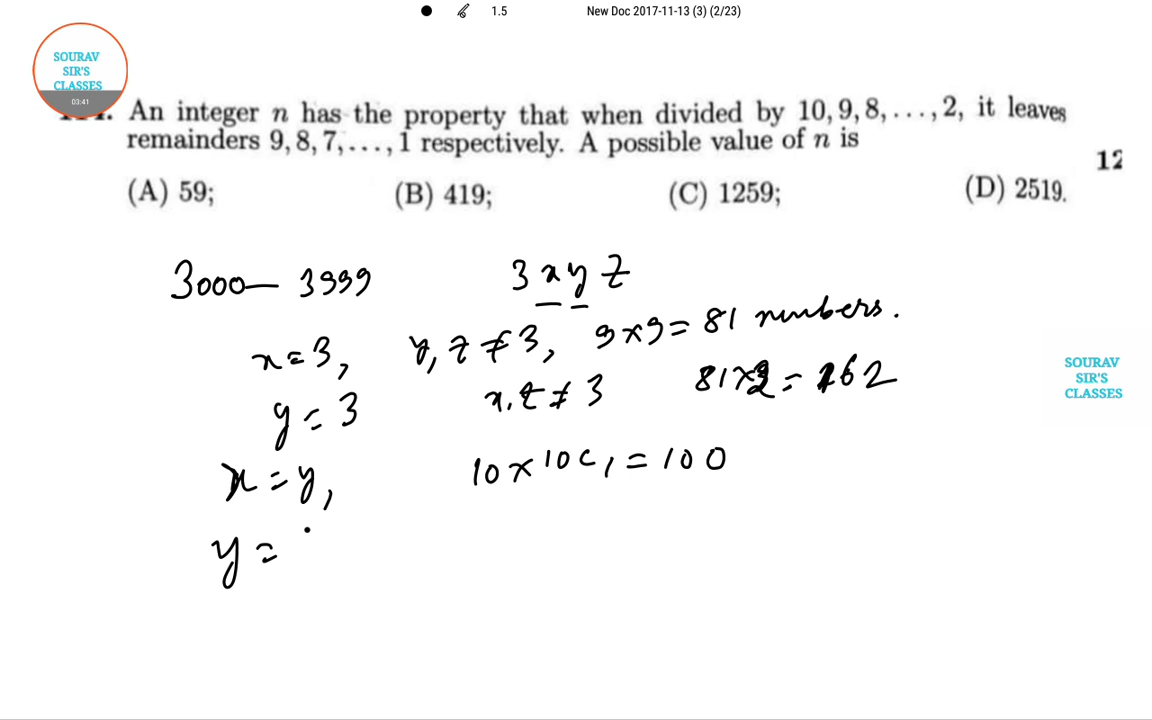 1.5 New Doc 2017-11-13 (3) (2/23)
SOURAV
SIR'S
CLASSES
03:41
An integer n has the property that when divided by 10, 9, 8, ..., 2, it leaves
remainders 9, 8, 7, ..., 1 respectively. A possible value of n is
12
(A) 59; (B) 419; (C) 1259; (D) 2519.
3000— 3999 3 x y z
x = 3, y, z ≠ 3, 9×9 = 81 numbers.
y = 3 x, z ≠ 3 81×2 = 162
x = y, 10 × 10C1 = 100
y =
SOURAV
SIR'S
CLASSES